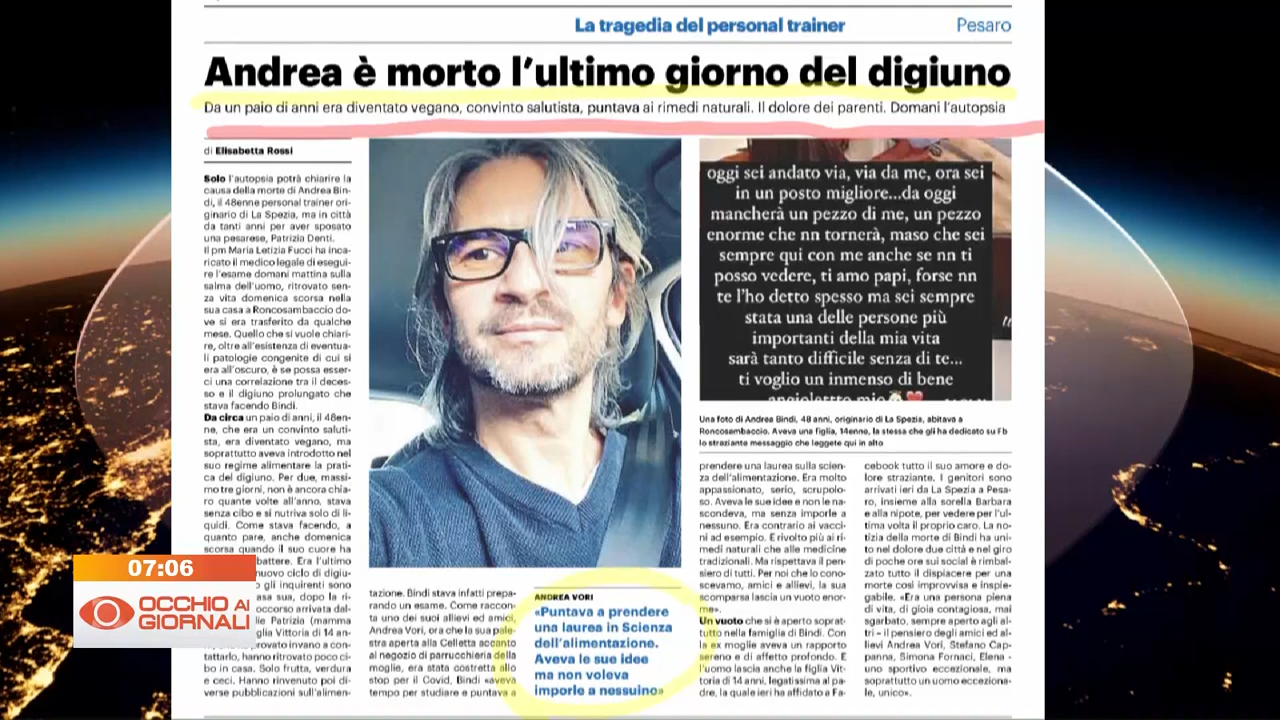 La tragedia del personal trainer
Pesaro
Andrea è morto l'ultimo giorno del digiuno
Da un paio di anni era diventato vegano, convinto salutista, puntava ai rimedi naturali. Il dolore dei parenti. Domani l'autopsia
di Elisabetta Rossi
Solo l'autopsia potrà chiarire la
causa della morte di Andrea Bin-
di, il 48enne personal trainer ori-
ginario di La Spezia, ma in città
da tanti anni per aver sposato
una pesarese, Patrizia Denti.
Il pm Maria Letizia Fucci ha inca-
ricato il medico legale di esegui-
re l'esame domani mattina sulla
salma dell'uomo, ritrovato sen-
za vita domenica scorsa nella
sua casa a Roncosambaccio do-
ve si era trasferito da qualche
mese. Quello che si vuole chiari-
re, oltre all'esistenza di eventua-
li patologie congenite di cui si
era all'oscuro, è se possa esser-
ci una correlazione tra il deces-
so e il digiuno prolungato che
stava facendo Bindi.
Da circa un paio di anni, il 48en-
ne, che era un convinto saluti-
sta, era diventato vegano, ma
soprattutto aveva introdotto nel
suo regime alimentare la prati-
ca del digiuno. Per due, massi-
mo tre giorni, non è ancora chia-
ro quante volte all'anno, stava
senza cibo e si nutriva solo di li-
quidi. Come stava facendo, a
quanto pare, anche domenica
scorsa quando il suo cuore ha
battere. Era l'ultimo
nuovo ciclo di digiu-
gli inquirenti sono
casa sua, dopo la ri-
occorso arrivata dal-
lie Patrizia (mamma
glia Vittoria di 14 an-
provato invano a con-
tattarlo, hanno ritrovato poco ci-
bo in casa. Solo frutta, verdura
e ceci. Hanno rinvenuto poi di-
verse pubblicazioni sull'alimen-
tazione. Bindi stava infatti prepa-
rando un esame. Come raccon-
ta uno dei suoi allievi ed amici,
Andrea Vori, ora che la sua pale-
stra aperta alla Celletta accanto
al negozio di parrucchieria della
moglie, era stata costretta allo
stop per il Covid, Bindi «aveva
tempo per studiare e puntava a
ANDREA VORI
«Puntava a prendere
una laurea in Scienza
dell'alimentazione.
Aveva le sue idee
ma non voleva
imporle a nessuino»
oggi sei andato via, via da me, ora sei
in un posto migliore...da oggi
mancherà un pezzo di me, un pezzo
enorme che nn tornerà, maso che sei
sempre qui con me anche se nn ti
posso vedere, ti amo papi, forse nn
te l'ho detto spesso ma sei sempre
stata una delle persone più
importanti della mia vita
sarà tanto difficile senza di te...
ti voglio un inmenso di bene
angiolettto mio
Una foto di Andrea Bindi, 48 anni, originario di La Spezia, abitava a
Roncosambaccio. Aveva una figlia, 14enne, la stessa che gli ha dedicato su Fb
lo straziante messaggio che leggete qui in alto
prendere una laurea sulla scien-
za dell'alimentazione. Era molto
appassionato, serio, scrupolo-
so. Aveva le sue idee e non le na-
scondeva, ma senza imporle a
nessuno. Era contrario ai vacci-
ni ad esempio. E rivolto più ai ri-
medi naturali che alle medicine
tradizionali. Ma rispettava il pen-
siero di tutti. Per noi che lo cono-
scevamo, amici e allievi, la sua
scomparsa lascia un vuoto enor-
me».
Un vuoto che si è aperto soprat-
tutto nella famiglia di Bindi. Con
la ex moglie aveva un rapporto
sereno e di affetto profondo. E
l'uomo lascia anche la figlia Vit-
toria di 14 anni, legatissima al pa-
dre, la quale ieri ha affidato a Fa-
cebook tutto il suo amore e do-
lore straziante. I genitori sono
arrivati ieri da La Spezia a Pesa-
ro, insieme alla sorella Barbara
e alla nipote, per vedere per l'ul-
tima volta il proprio caro. La no-
tizia della morte di Bindi ha uni-
to nel dolore due città e nel giro
di poche ore sui social è rimbal-
zato tutto il dispiacere per una
morte così improvvisa e inspie-
gabile. «Era una persona piena
di vita, di gioia contagiosa, mai
sgarbato, sempre aperto agli al-
tri – il pensiero degli amici ed al-
lievi Andrea Vori, Stefano Cap-
panna, Simona Fornaci, Elena -
uno sportivo eccezionale, ma
soprattutto un uomo ecceziona-
le, unico».
07:06
OCCHIO AI
GIORNALI